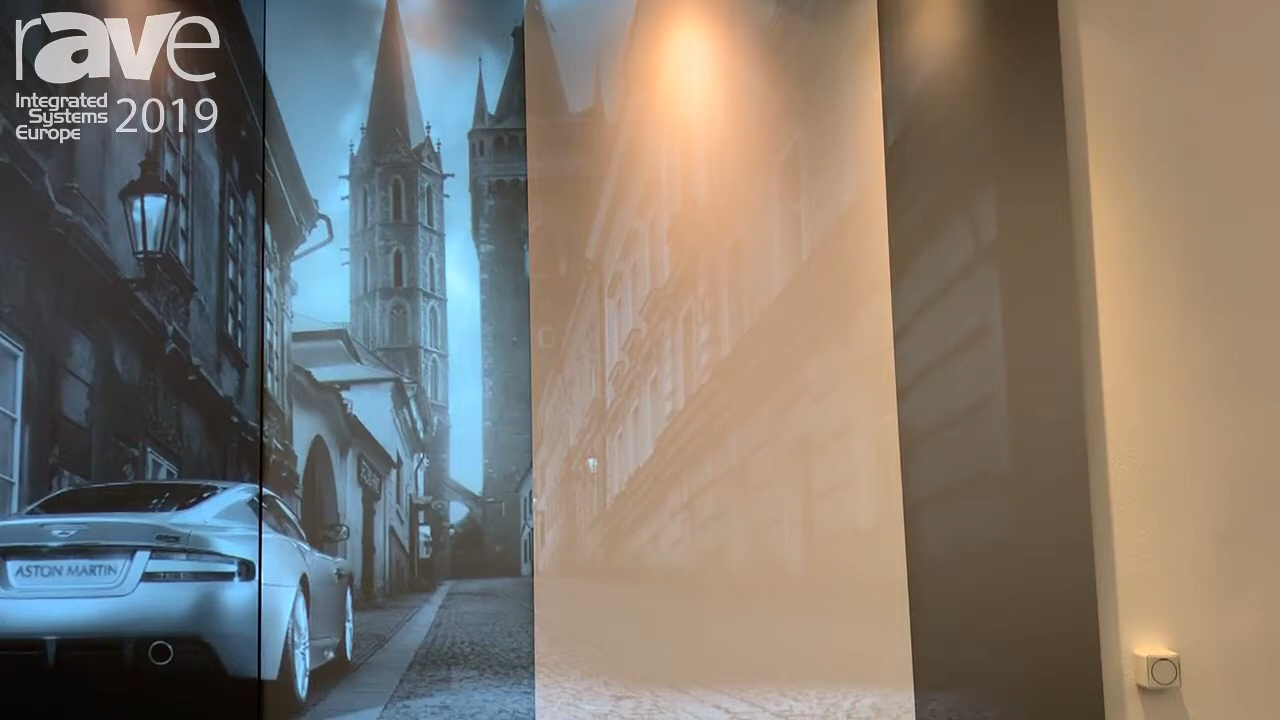 rAVe
Integrated
Systems
Europe
2019
ASTON MARTIN